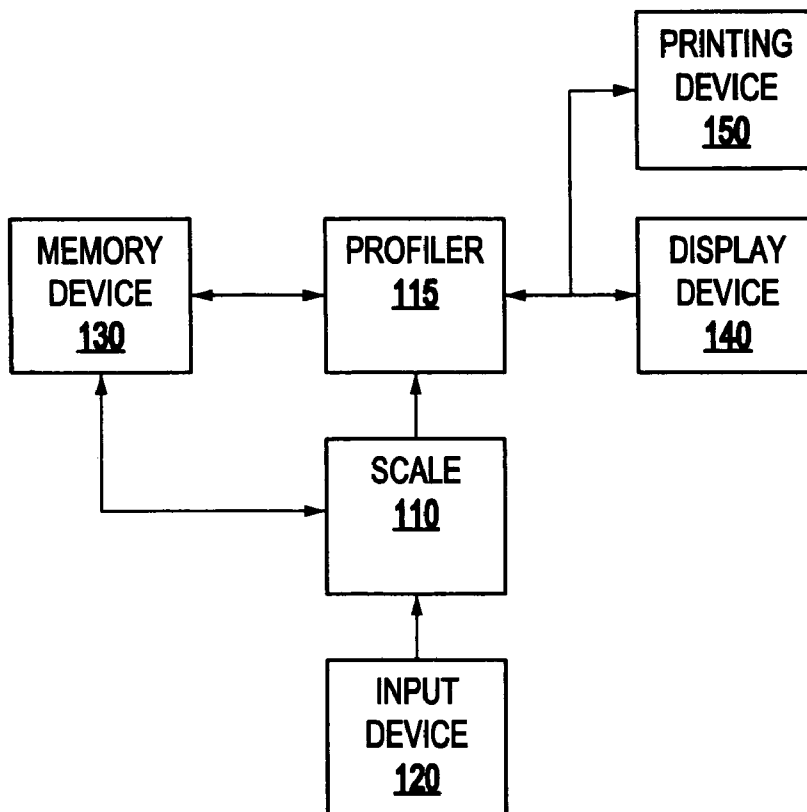 PRINTING
DEVICE
150
MEMORY
DEVICE
130
PROFILER
115
DISPLAY
DEVICE
140
SCALE
110
INPUT
DEVICE
120